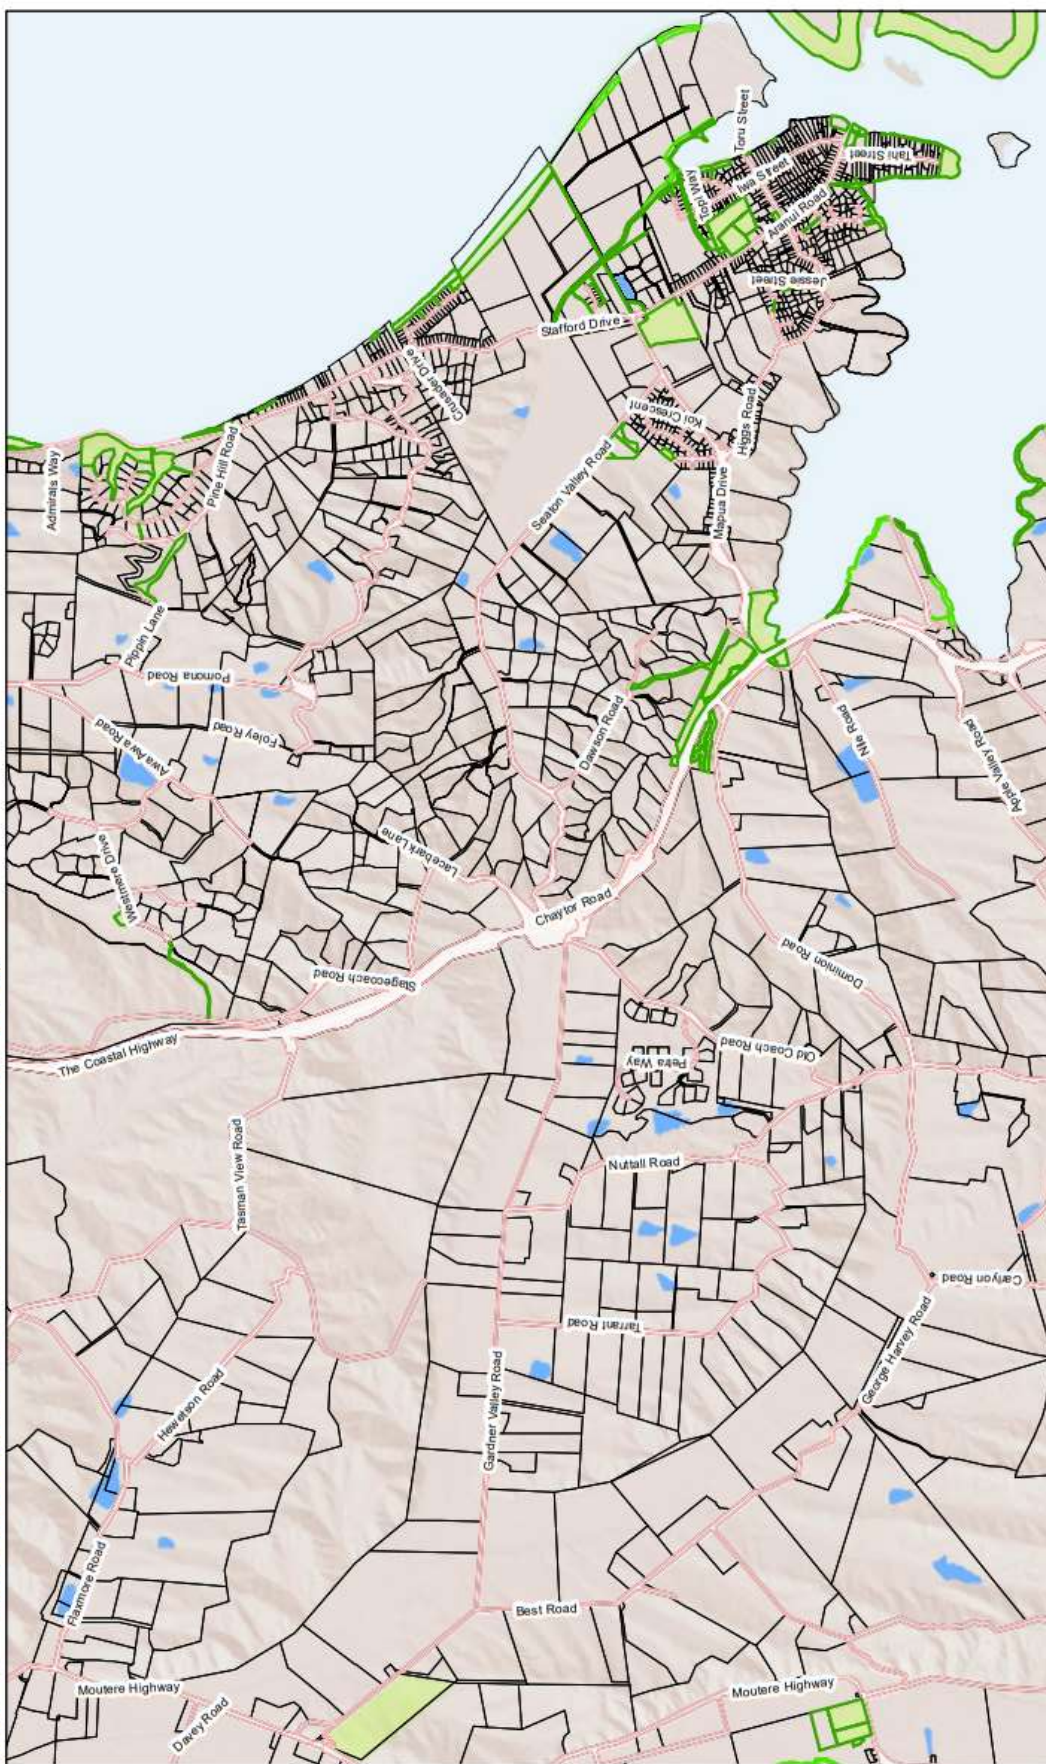 Toru Street
Tahi Street
Iwa Street
Topi Way
Aranui Road
Jessie Street
Stafford Drive
Crusader Drive
Koi Crescent
Higgs Road
Pine Hill Road
Admirals Way
Seaton Valley Road
Mapua Drive
Pippin Lane
Pomona Road
Foley Road
Awa Awa Road
Dawson Road
Nile Road
Apple Valley Road
Lacebark Lane
Westmere Drive
Chaytor Road
Dominion Road
Stagecoach Road
The Coastal Highway
Old Coach Road
Petra Way
Tasman View Road
Nuttall Road
Carlyon Road
Tarrant Road
George Harvey Road
Hewetson Road
Gardner Valley Road
Flaxmore Road
Best Road
Moutere Highway
Moutere Highway
Davey Road